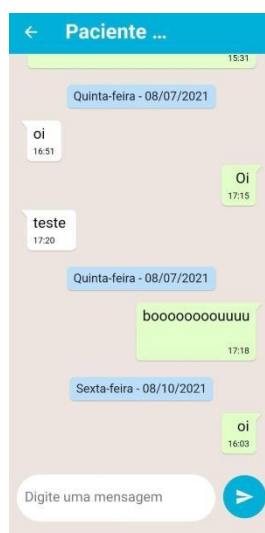 Paciente ...
15:31
Quinta-feira - 08/07/2021
oi
16:51
Oi
17:15
teste
17:20
Quinta-feira - 08/07/2021
boooooooouuuu
17:18
Sexta-feira - 08/10/2021
oi
16:03
Digite uma mensagem